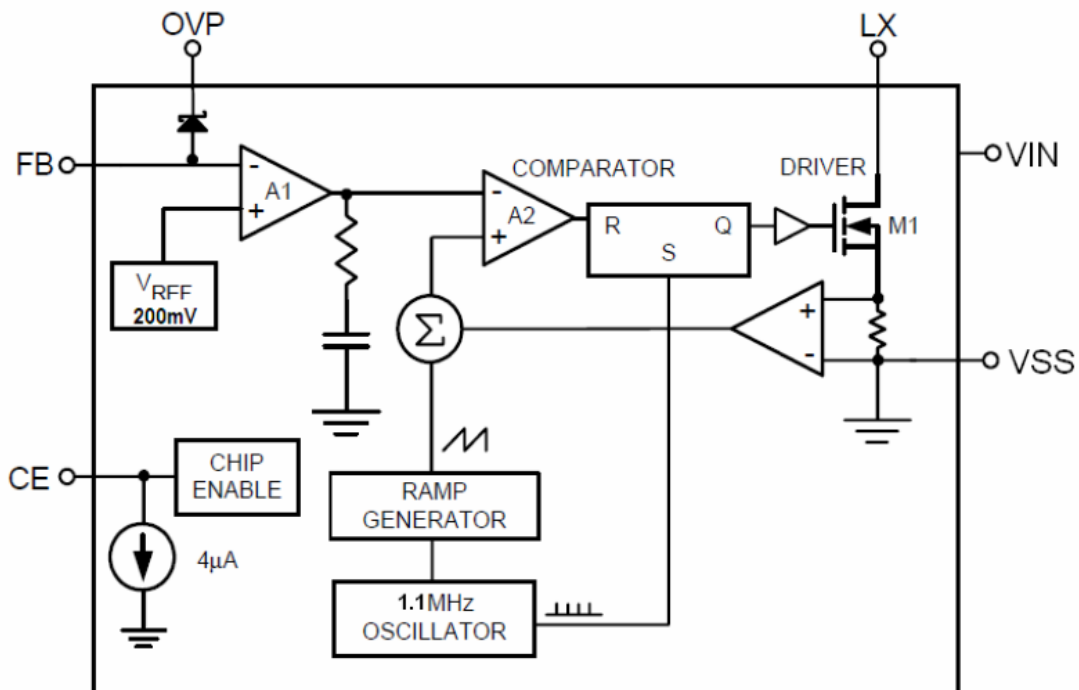 OVP
LX
FB
VIN
COMPARATOR
DRIVER
-
A1
+
-
A2
+
R
Q
S
M1
VRFF
200mV
Σ
+
-
VSS
CE
CHIP
ENABLE
RAMP
GENERATOR
4μA
1.1MHz
OSCILLATOR